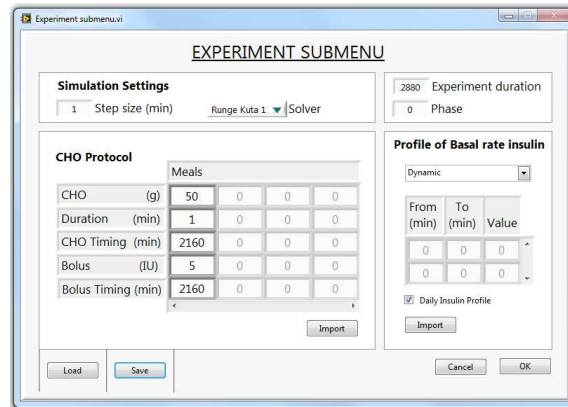 Experiment submenu.vi
EXPERIMENT SUBMENU
Simulation Settings
1 Step size (min) Runge Kuta 1 Solver
2880 Experiment duration
0 Phase
CHO Protocol
Meals
CHO (g) 50 0 0 0
Duration (min) 1 0 0 0
CHO Timing (min) 2160 0 0 0
Bolus (IU) 5 0 0 0
Bolus Timing (min) 2160 0 0 0
Import
Profile of Basal rate insulin
Dynamic
From To
(min) (min) Value
0 0 0
0 0 0
Daily Insulin Profile
Import
Load Save
Cancel OK